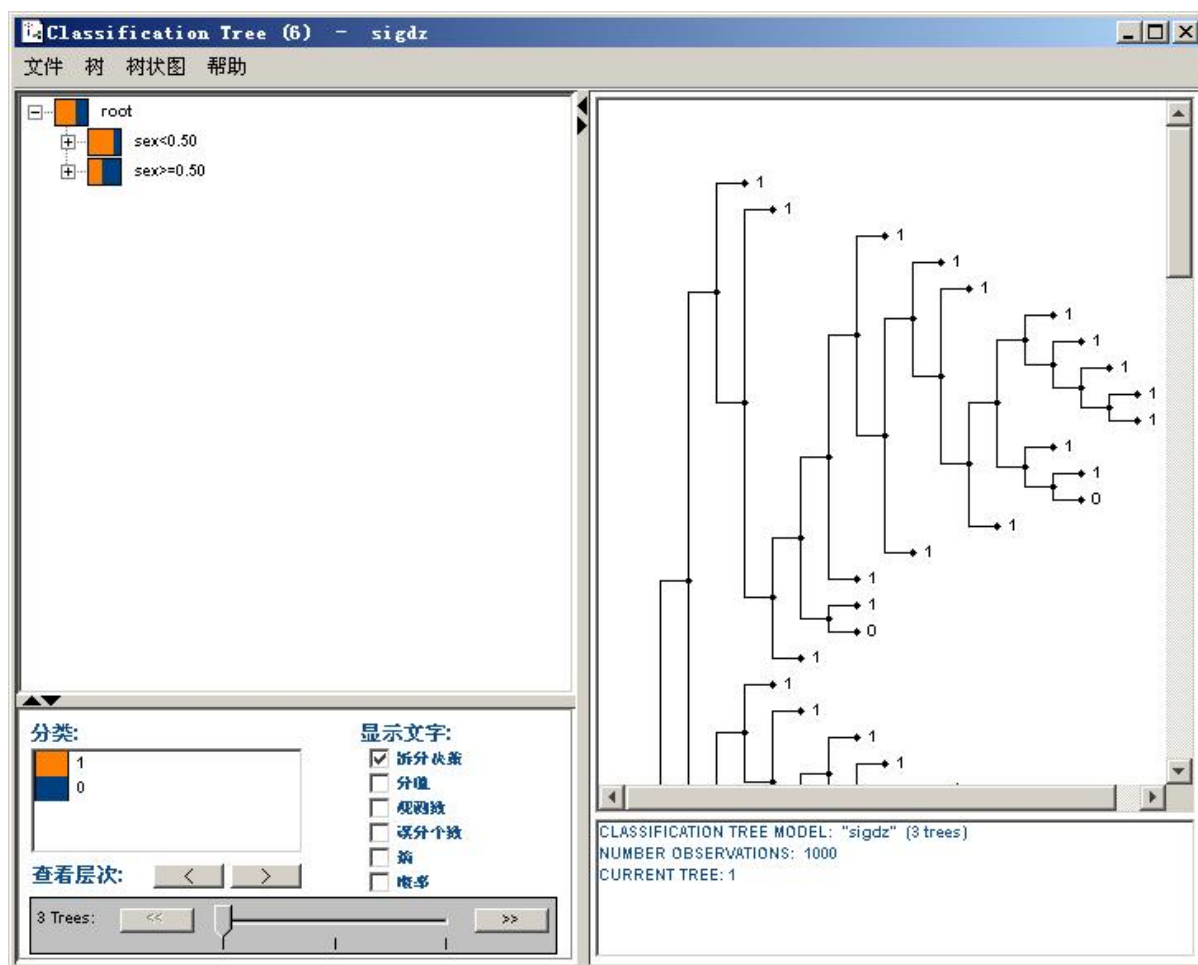 Classification Tree (6) - sigdz
文件 树 树状图 帮助
root
sex<0.50
sex>=0.50
分类:
1
0
显示文字:
拆分决策
分值
观测数
误分个数
熵
概率
查看层次: < >
3 Trees: << >>
1
1
1
1
1
1
1
1
1
1
1
1
0
1
1
1
1
0
1
1
1
1
1
CLASSIFICATION TREE MODEL: "sigdz" (3 trees)
NUMBER OBSERVATIONS: 1000
CURRENT TREE: 1